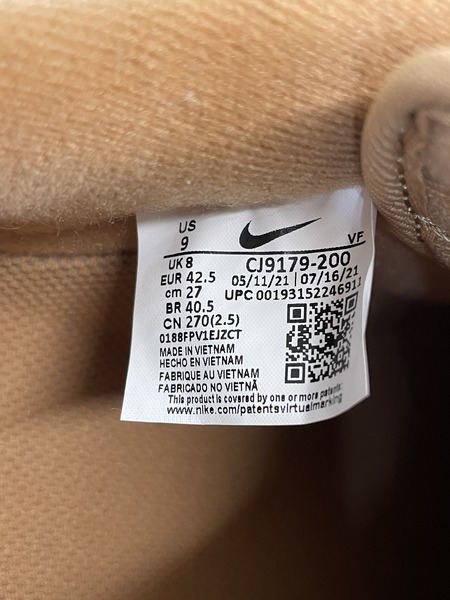 US
9
VF
UK 8
CJ9179-200
EUR 42.5
05/11/21 | 07/16/21
cm 27
UPC 00193152246911
BR 40.5
CN 270(2.5)
0188FPV1EJZCT
MADE IN VIETNAM
HECHO EN VIETNAM
FABRIQUE AU VIETNAM
FABRICADO NO VIETNÃ
This product is covered by one or more patents:
www.nike.com/patentsvirtualmarking